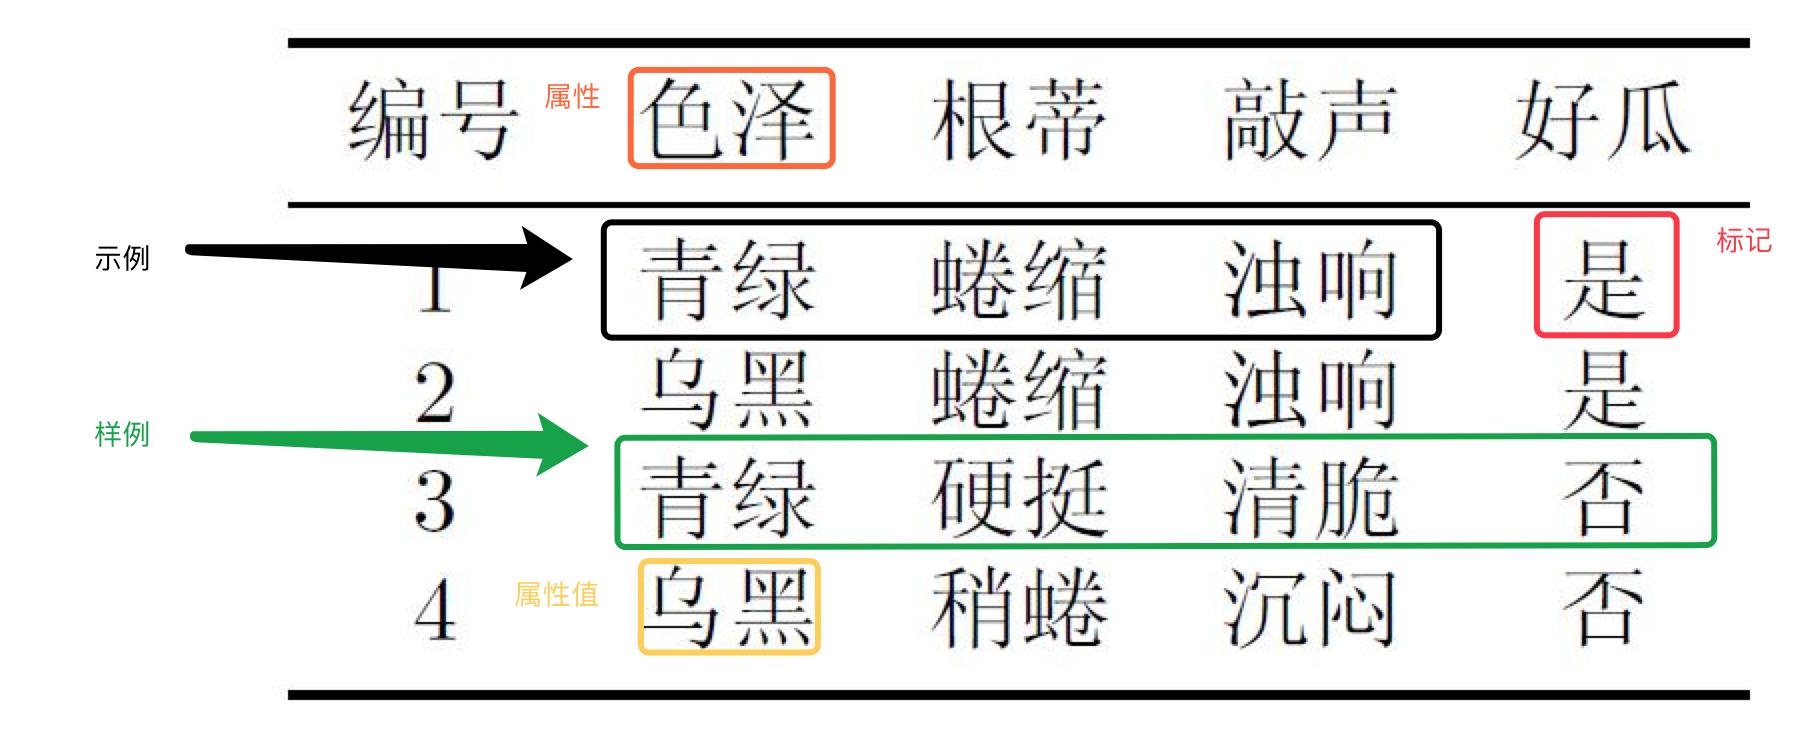 编号 属性 色泽 根蒂 敲声 好瓜
示例 1 青绿 蜷缩 浊响 是 标记
2 乌黑 蜷缩 浊响 是
样例 3 青绿 硬挺 清脆 否
4 属性值 乌黑 稍蜷 沉闷 否